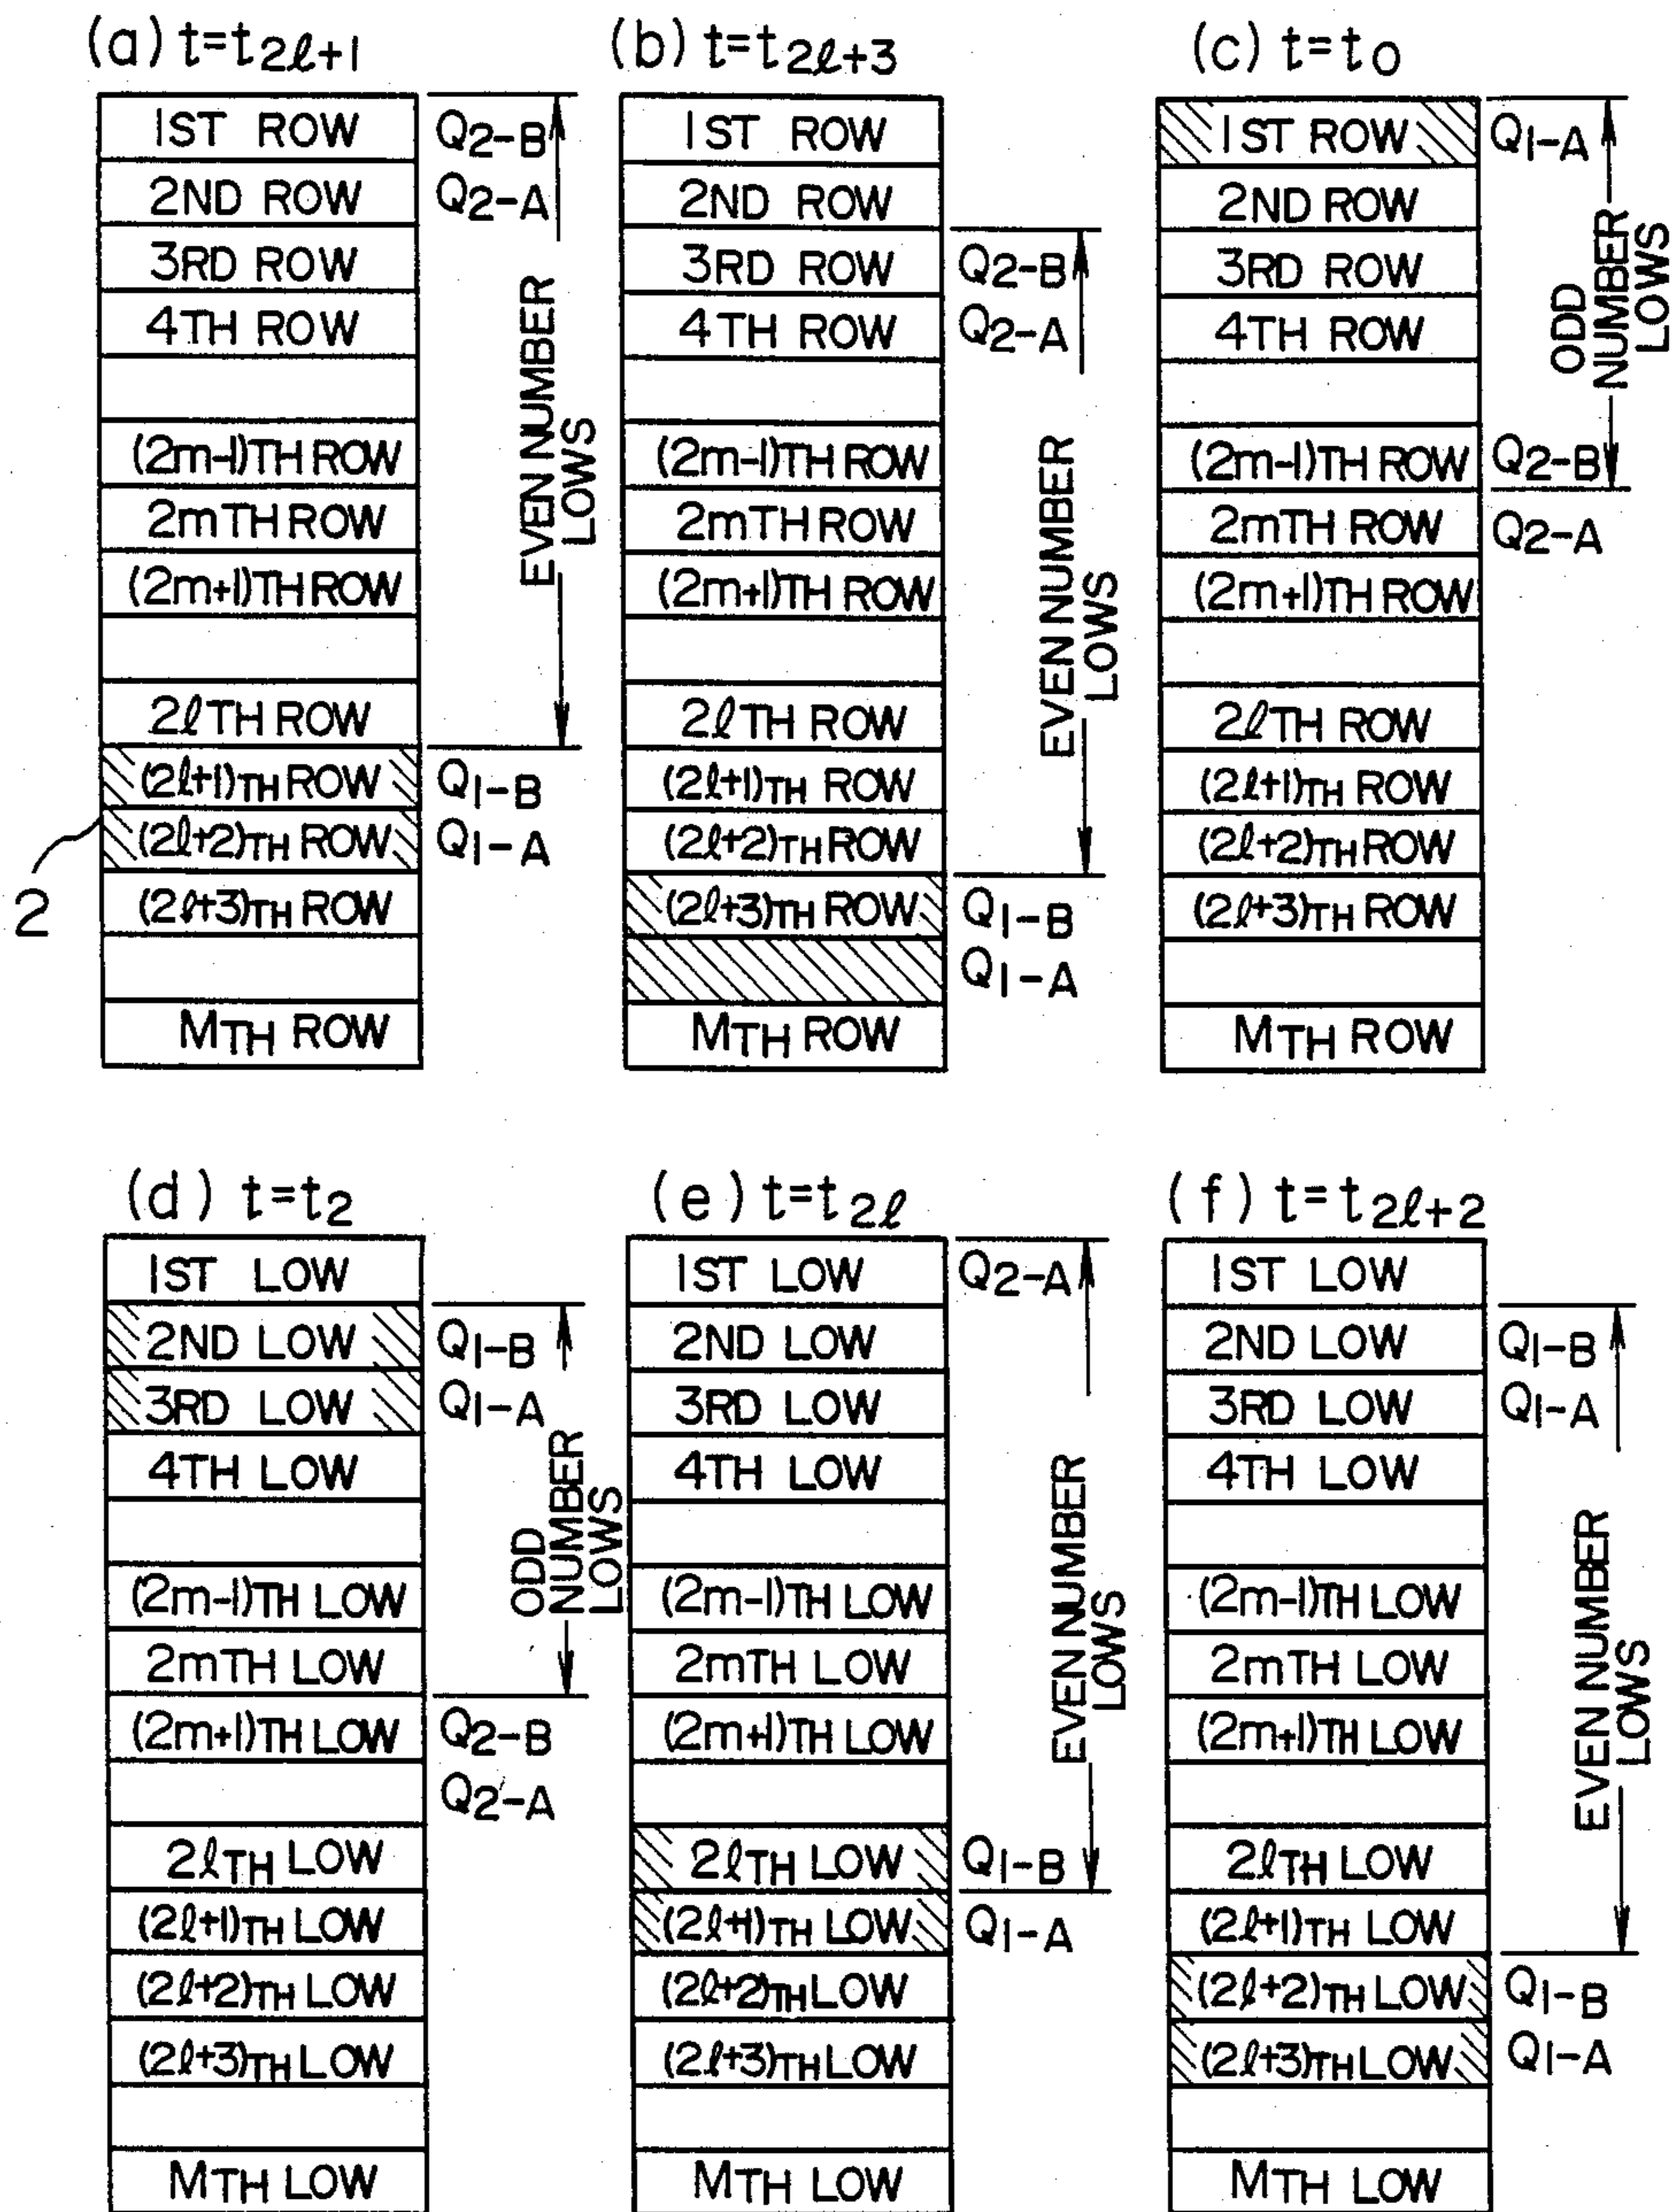 (a) t=t2ℓ+1
1ST ROW Q2-B
2ND ROW Q2-A
3RD ROW
4TH ROW
(2m-1)TH ROW
2mTH ROW
(2m+1)TH ROW
2ℓTH ROW
(2ℓ+1)TH ROW Q1-B
(2ℓ+2)TH ROW Q1-A
(2ℓ+3)TH ROW
MTH ROW
EVEN NUMBER
LOWS
2
(b) t=t2ℓ+3
1ST ROW
2ND ROW
3RD ROW Q2-B
4TH ROW Q2-A
(2m-1)TH ROW
2mTH ROW
(2m+1)TH ROW
2ℓTH ROW
(2ℓ+1)TH ROW
(2ℓ+2)TH ROW
(2ℓ+3)TH ROW Q1-B
Q1-A
MTH ROW
EVEN NUMBER
LOWS
(c) t=t0
1ST ROW Q1-A
2ND ROW
3RD ROW
4TH ROW
(2m-1)TH ROW Q2-B
2mTH ROW Q2-A
(2m+1)TH ROW
2ℓTH ROW
(2ℓ+1)TH ROW
(2ℓ+2)TH ROW
(2ℓ+3)TH ROW
MTH ROW
ODD
NUMBER
LOWS
(d) t=t2
1ST LOW
2ND LOW Q1-B
3RD LOW Q1-A
4TH LOW
(2m-1)TH LOW
2mTH LOW
(2m+1)TH LOW Q2-B
Q2-A
2ℓTH LOW
(2ℓ+1)TH LOW
(2ℓ+2)TH LOW
(2ℓ+3)TH LOW
MTH LOW
ODD
NUMBER
LOWS
(e) t=t2ℓ
1ST LOW Q2-A
2ND LOW
3RD LOW
4TH LOW
(2m-1)TH LOW
2mTH LOW
(2m+1)TH LOW
2ℓTH LOW Q1-B
(2ℓ+1)TH LOW Q1-A
(2ℓ+2)TH LOW
(2ℓ+3)TH LOW
MTH LOW
EVEN NUMBER
LOWS
(f) t=t2ℓ+2
1ST LOW
2ND LOW Q1-B
3RD LOW Q1-A
4TH LOW
(2m-1)TH LOW
2mTH LOW
(2m+1)TH LOW
2ℓTH LOW
(2ℓ+1)TH LOW
(2ℓ+2)TH LOW Q1-B
(2ℓ+3)TH LOW Q1-A
MTH LOW
EVEN NUMBER
LOWS